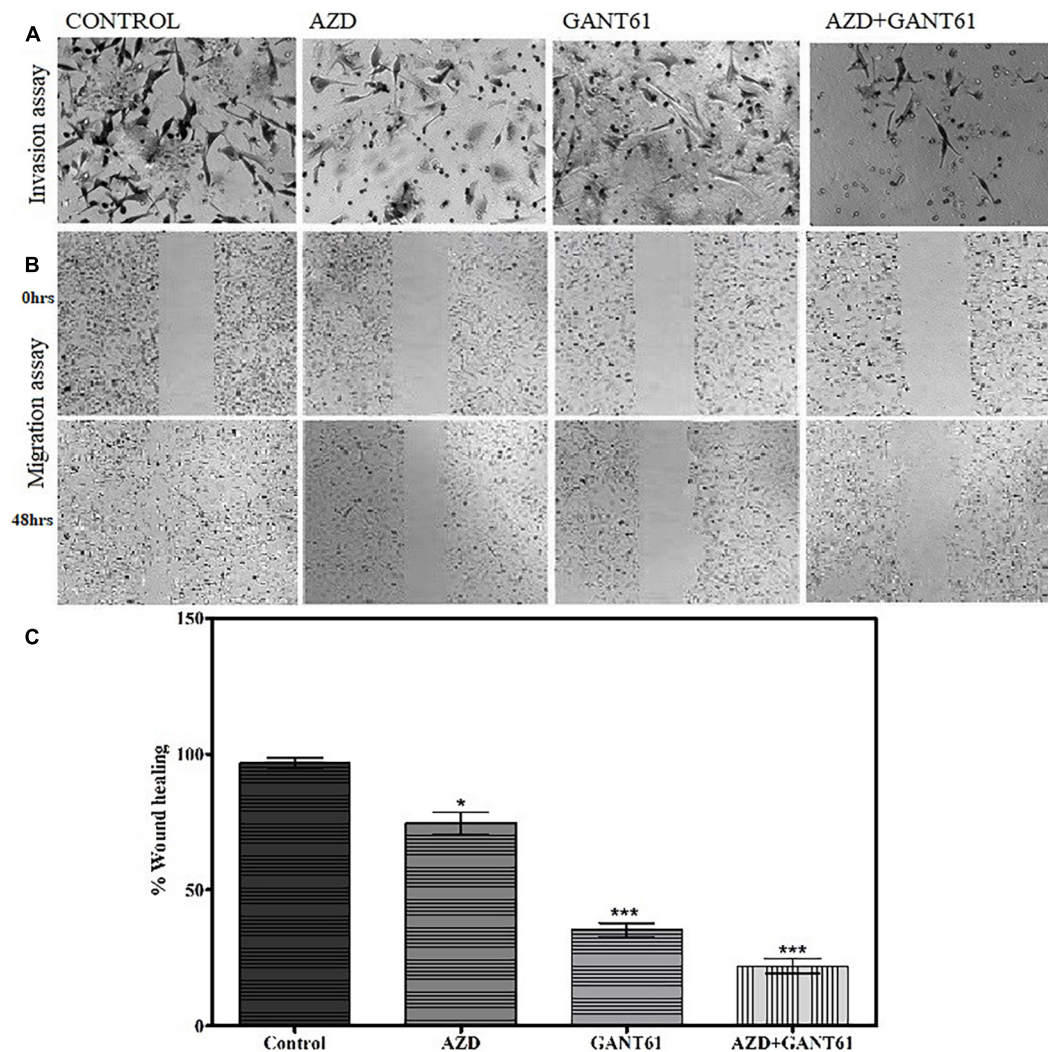 CONTROL AZD GANT61 AZD+GANT61
A
Invasion assay
B
0hrs
Migration assay
48hrs
C
150
100
50
0
% Wound healing
*
***
***
Control AZD GANT61 AZD+GANT61